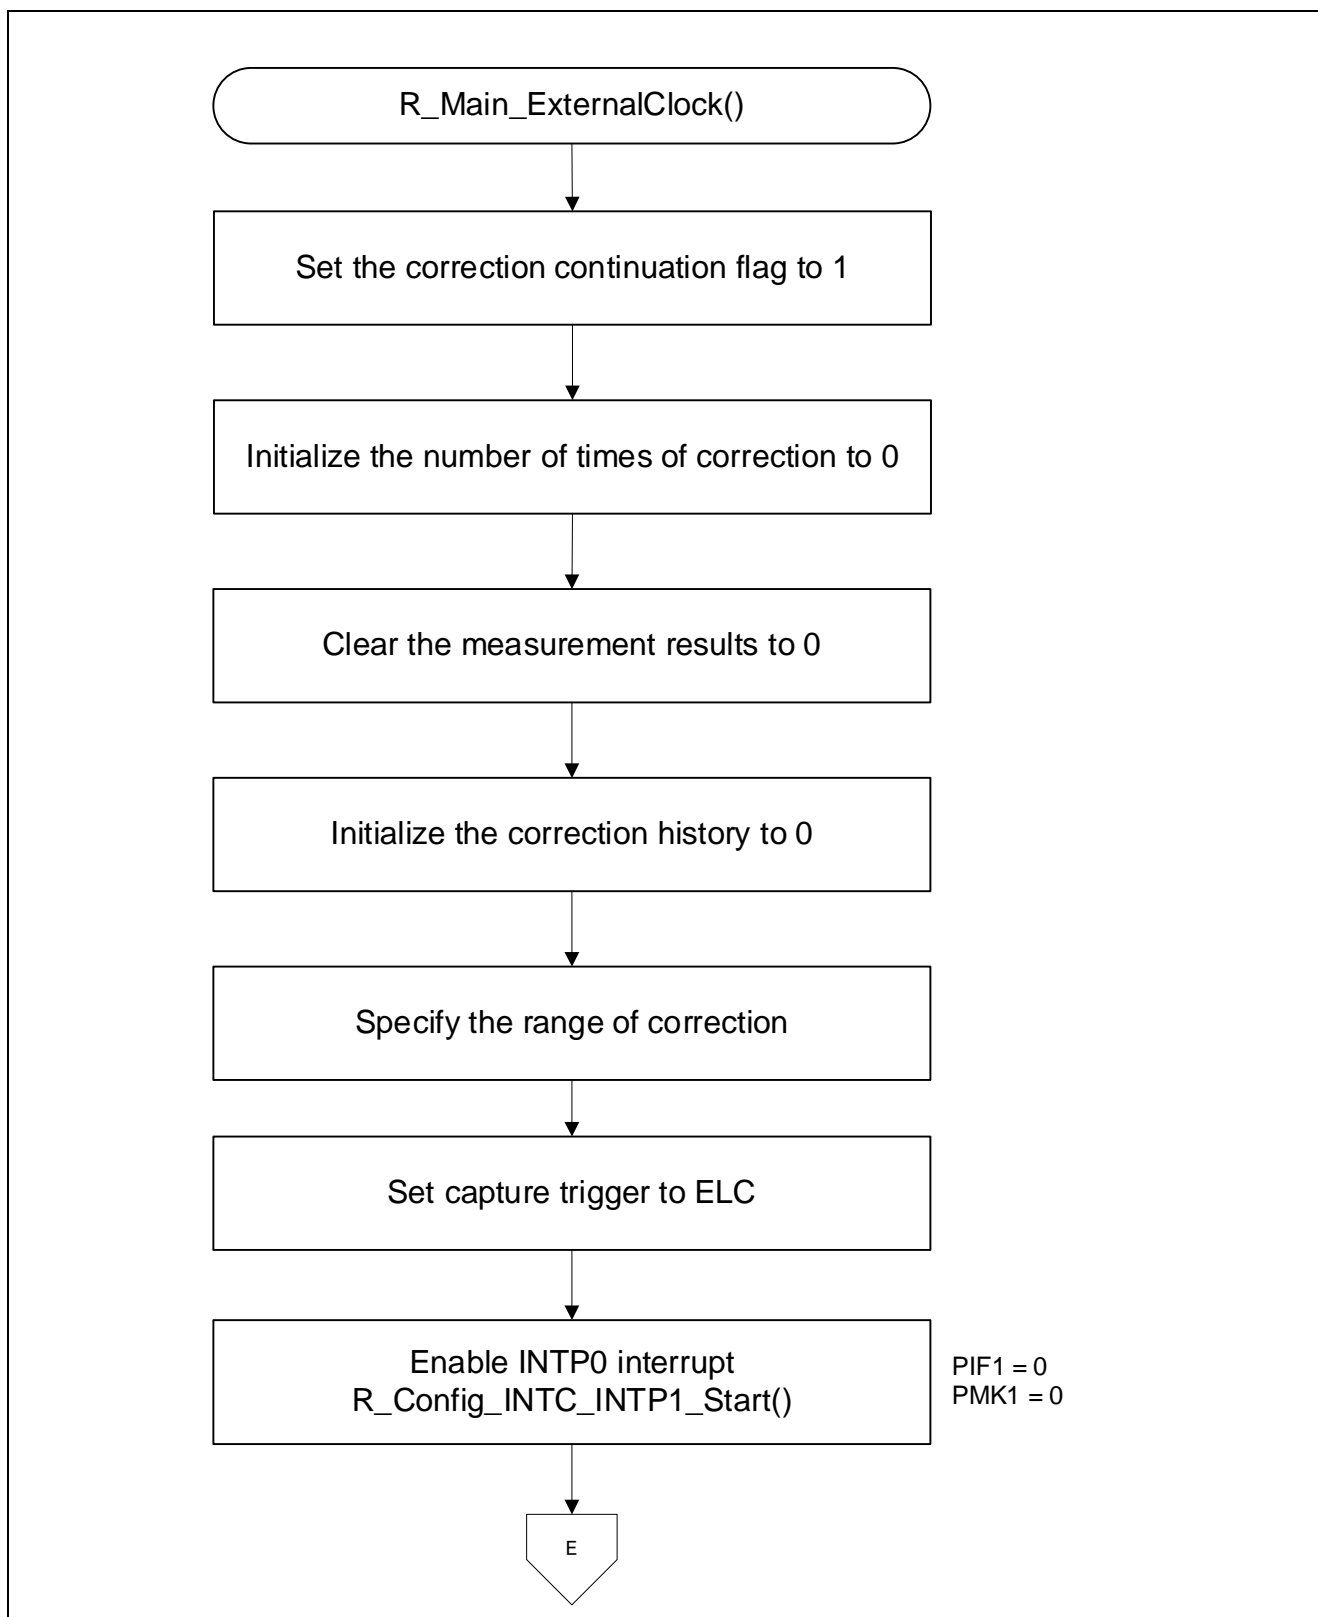 R_Main_ExternalClock()
Set the correction continuation flag to 1
Initialize the number of times of correction to 0
Clear the measurement results to 0
Initialize the correction history to 0
Specify the range of correction
Set capture trigger to ELC
Enable INTP0 interrupt
R_Config_INTC_INTP1_Start()
PIF1 = 0
PMK1 = 0
E